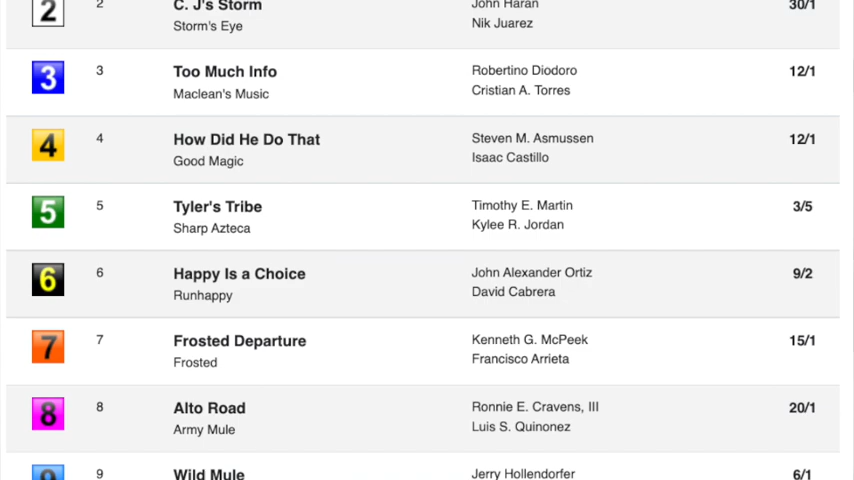 2 2 C. J's Storm John Haran 30/1
Storm's Eye Nik Juarez
3 3 Too Much Info Robertino Diodoro 12/1
Maclean's Music Cristian A. Torres
4 4 How Did He Do That Steven M. Asmussen 12/1
Good Magic Isaac Castillo
5 5 Tyler's Tribe Timothy E. Martin 3/5
Sharp Azteca Kylee R. Jordan
6 6 Happy Is a Choice John Alexander Ortiz 9/2
Runhappy David Cabrera
7 7 Frosted Departure Kenneth G. McPeek 15/1
Frosted Francisco Arrieta
8 8 Alto Road Ronnie E. Cravens, III 20/1
Army Mule Luis S. Quinonez
9 9 Wild Mule Jerry Hollendorfer 6/1